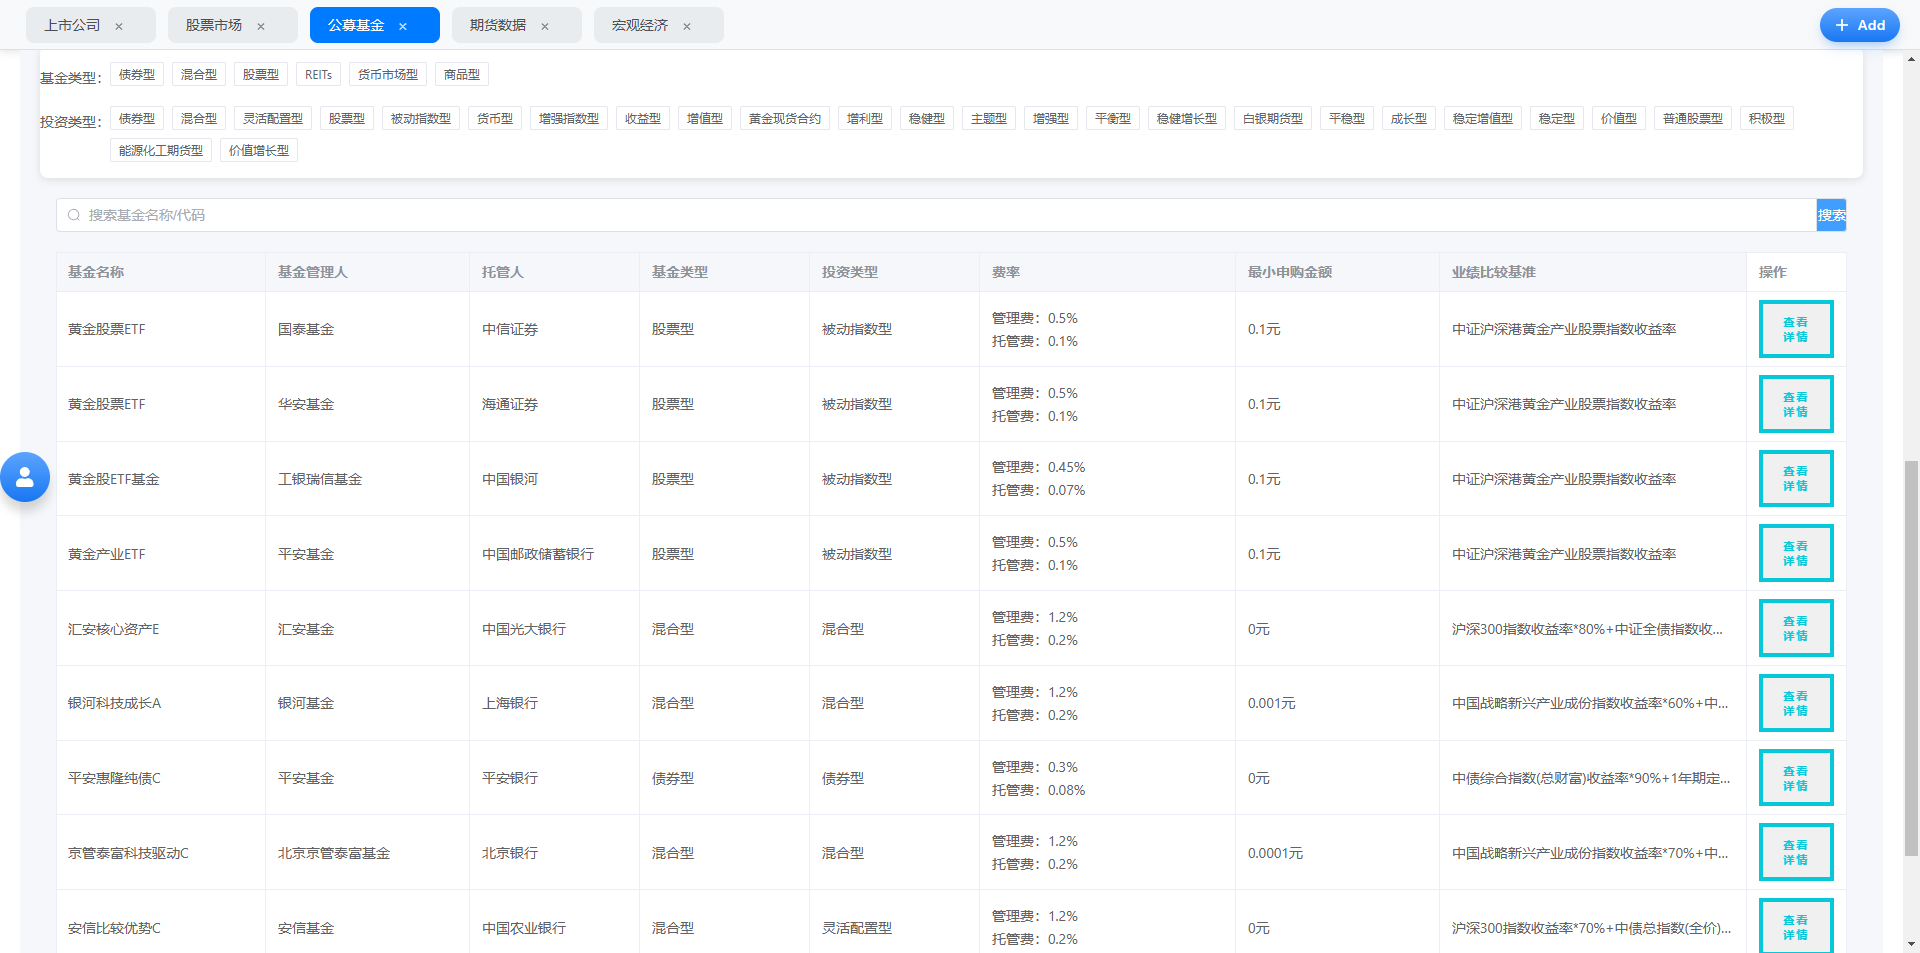 上市公司 × 股票市场 × 公募基金 × 期货数据 × 宏观经济 × + Add
基金类型： 债券型 混合型 股票型 REITs 货币市场型 商品型
投资类型： 债券型 混合型 灵活配置型 股票型 被动指数型 货币型 增强指数型 收益型 增值型 黄金现货合约 增利型 稳健型 主题型 增强型 平衡型 稳健增长型 白银期货型 平稳型 成长型 稳定增值型 稳定型 价值型 普通股票型 积极型
能源化工期货型 价值增长型
搜索基金名称/代码 搜索
基金名称 基金管理人 托管人 基金类型 投资类型 费率 最小申购金额 业绩比较基准 操作
黄金股票ETF 国泰基金 中信证券 股票型 被动指数型 管理费：0.5% 0.1元 中证沪深港黄金产业股票指数收益率 查看
托管费：0.1% 详情
黄金股票ETF 华安基金 海通证券 股票型 被动指数型 管理费：0.5% 0.1元 中证沪深港黄金产业股票指数收益率 查看
托管费：0.1% 详情
黄金股ETF基金 工银瑞信基金 中国银河 股票型 被动指数型 管理费：0.45% 0.1元 中证沪深港黄金产业股票指数收益率 查看
托管费：0.07% 详情
黄金产业ETF 平安基金 中国邮政储蓄银行 股票型 被动指数型 管理费：0.5% 0.1元 中证沪深港黄金产业股票指数收益率 查看
托管费：0.1% 详情
汇安核心资产E 汇安基金 中国光大银行 混合型 混合型 管理费：1.2% 0元 沪深300指数收益率*80%+中证全债指数收... 查看
托管费：0.2% 详情
银河科技成长A 银河基金 上海银行 混合型 混合型 管理费：1.2% 0.001元 中国战略新兴产业成份指数收益率*60%+中... 查看
托管费：0.2% 详情
平安惠隆纯债C 平安基金 平安银行 债券型 债券型 管理费：0.3% 0元 中债综合指数(总财富)收益率*90%+1年期定... 查看
托管费：0.08% 详情
京管泰富科技驱动C 北京京管泰富基金 北京银行 混合型 混合型 管理费：1.2% 0.0001元 中国战略新兴产业成份指数收益率*70%+中... 查看
托管费：0.2% 详情
安信比较优势C 安信基金 中国农业银行 混合型 灵活配置型 管理费：1.2% 0元 沪深300指数收益率*70%+中债总指数(全价)... 查看
托管费：0.2% 详情